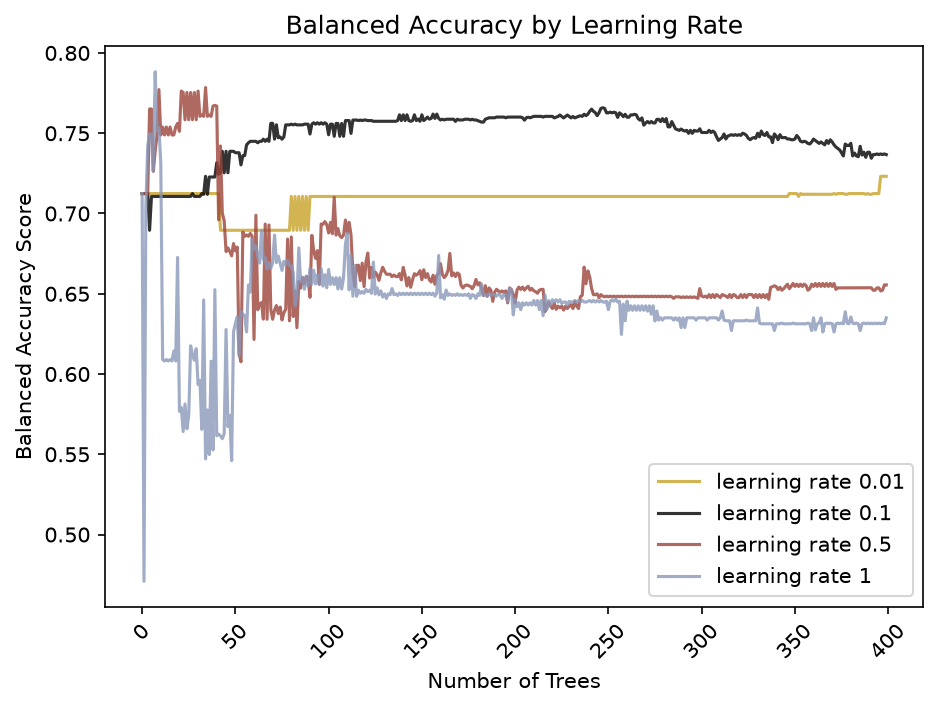 Balanced Accuracy by Learning Rate
Balanced Accuracy Score
0.80
0.75
0.70
0.65
0.60
0.55
0.50
learning rate 0.01
learning rate 0.1
learning rate 0.5
learning rate 1
0 50 100 150 200 250 300 350 400
Number of Trees